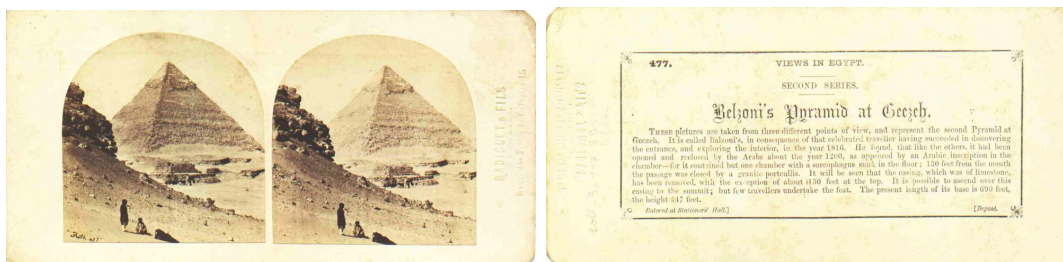 Frith 477
NEGRETTI & FILS
477.
VIEWS IN EGYPT.
SECOND SERIES.
Belzoni's Pyramid at Geezeh.
THESE pictures are taken from three different points of view, and represent the second Pyramid at
Geezeh. It is called Balzoni's, in consequence of that celebrated traveller having succeeded in discovering
the entrance, and exploring the interior, in the year 1816. He found, that like the others, it had been
opened and reclosed by the Arabs about the year 1200, as appeared by an Arabic inscription in the
chamber—for it contained but one chamber with a sarcophagus sunk in the floor; 130 feet from the mouth
the passage was closed by a granite portcullis. It will be seen that the casing, which was of limestone,
has been removed, with the exception of about 130 feet at the top. It is possible to ascend over this
casing to the summit; but few travellers undertake the feat. The present length of its base is 690 feet,
the height 447 feet.
Entered at Stationers' Hall.]
[Deposé.